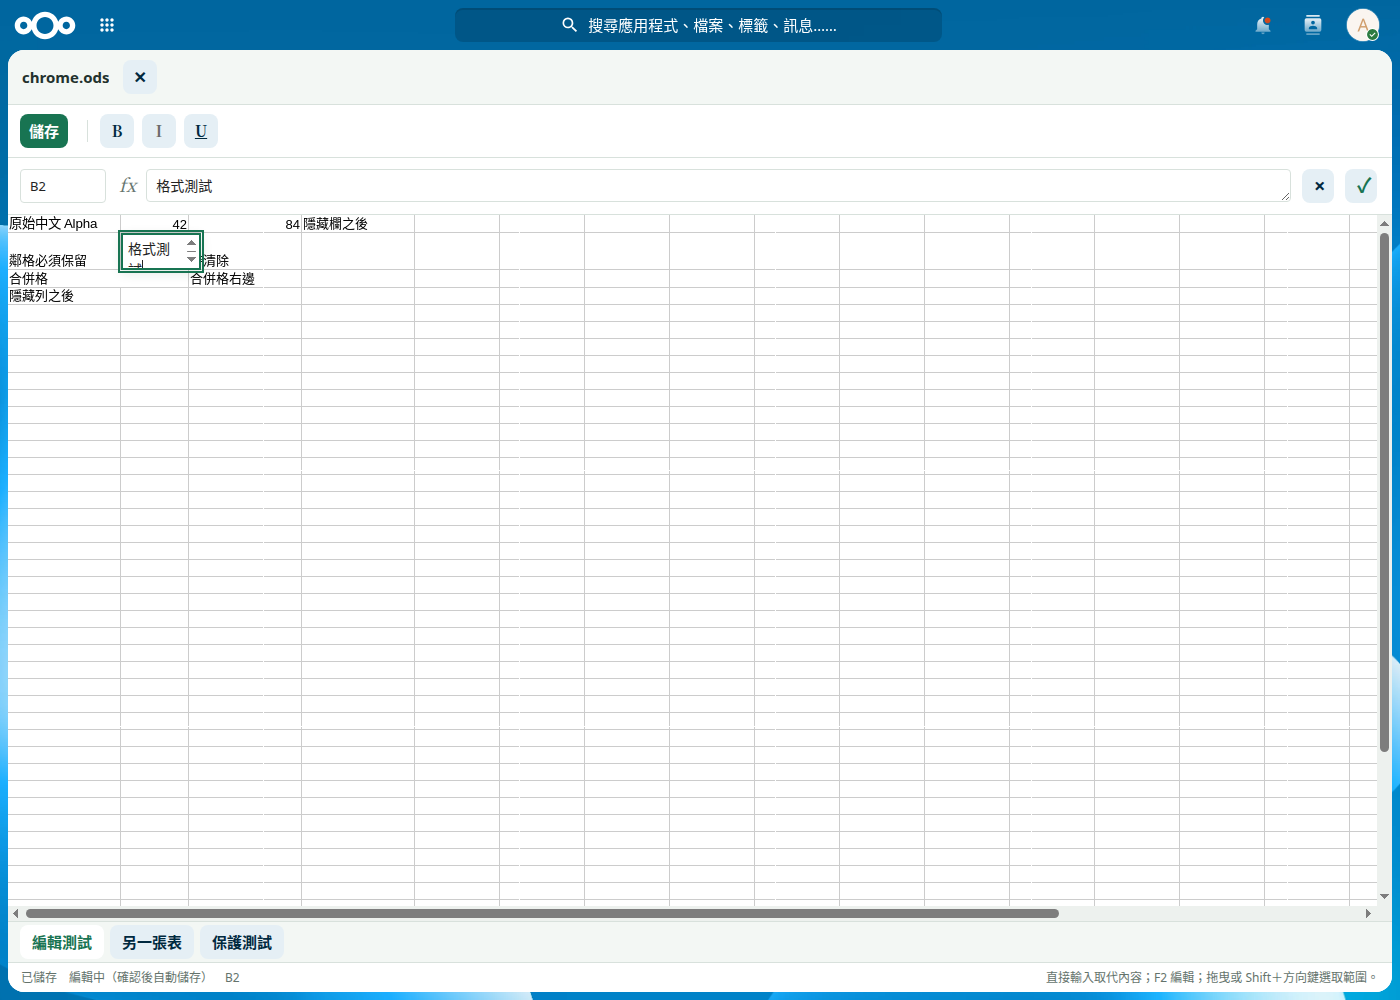 搜尋應用程式、檔案、標籤、訊息……
A
chrome.ods
儲存 B I U
B2 fx 格式測試
原始中文 Alpha 42 84 隱藏欄之後
鄰格必須保留 格式測 清除
合併格 合併格右邊
隱藏列之後
編輯測試 另一張表 保護測試
已儲存 編輯中（確認後自動儲存） B2 直接輸入取代內容；F2 編輯；拖曳或 Shift＋方向鍵選取範圍。